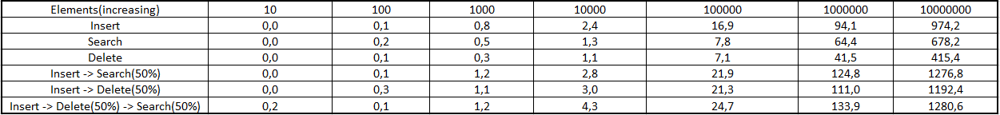 Elements(increasing) 10 100 1000 10000 100000 1000000 10000000
Insert 0,0 0,1 0,8 2,4 16,9 94,1 974,2
Search 0,0 0,2 0,5 1,3 7,8 64,4 678,2
Delete 0,0 0,1 0,3 1,1 7,1 41,5 415,4
Insert -> Search(50%) 0,0 0,1 1,2 2,8 21,9 124,8 1276,8
Insert -> Delete(50%) 0,0 0,3 1,1 3,0 21,3 111,0 1192,4
Insert -> Delete(50%) -> Search(50%) 0,2 0,1 1,2 4,3 24,7 133,9 1280,6